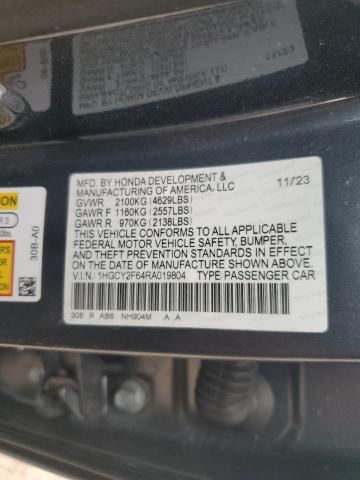 MFD. BY HONDA DEVELOPMENT &
MANUFACTURING OF AMERICA, LLC 11/23
GVWR 2100KG (4629LBS)
GAWR F 1160KG (2557LBS)
GAWR R 970KG (2138LBS)
THIS VEHICLE CONFORMS TO ALL APPLICABLE
FEDERAL MOTOR VEHICLE SAFETY, BUMPER,
AND THEFT PREVENTION STANDARDS IN EFFECT
ON THE DATE OF MANUFACTURE SHOWN ABOVE.
V.I.N.: 1HGCY2F64RA019804 TYPE: PASSENGER CAR
30B R AB6 NH904M A A
30B-A0